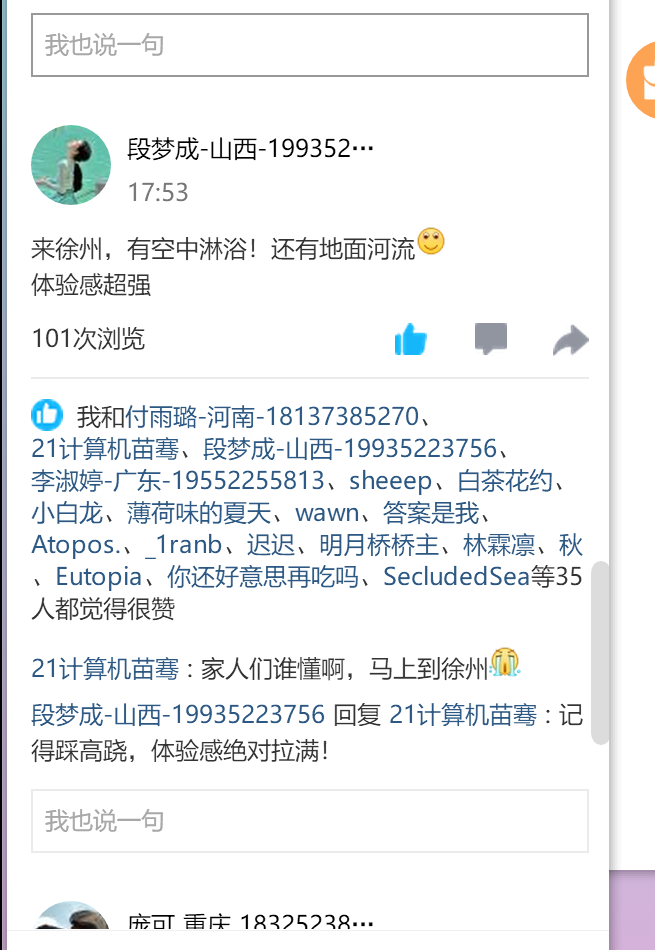 我也说一句
段梦成-山西-199352···
17:53
来徐州，有空中淋浴！还有地面河流
体验感超强
101次浏览
我和付雨璐-河南-18137385270、
21计算机苗骞、段梦成-山西-19935223756、
李淑婷-广东-19552255813、sheeep、白茶花约、
小白龙、薄荷味的夏天、wawn、答案是我、
Atopos.、_1ranb、迟迟、明月桥桥主、林霖凛、秋
、Eutopia、你还好意思再吃吗、SecludedSea等35
人都觉得很赞
21计算机苗骞 : 家人们谁懂啊，马上到徐州
段梦成-山西-19935223756 回复 21计算机苗骞 : 记
得踩高跷，体验感绝对拉满！
我也说一句
庞可 重庆 18325238···